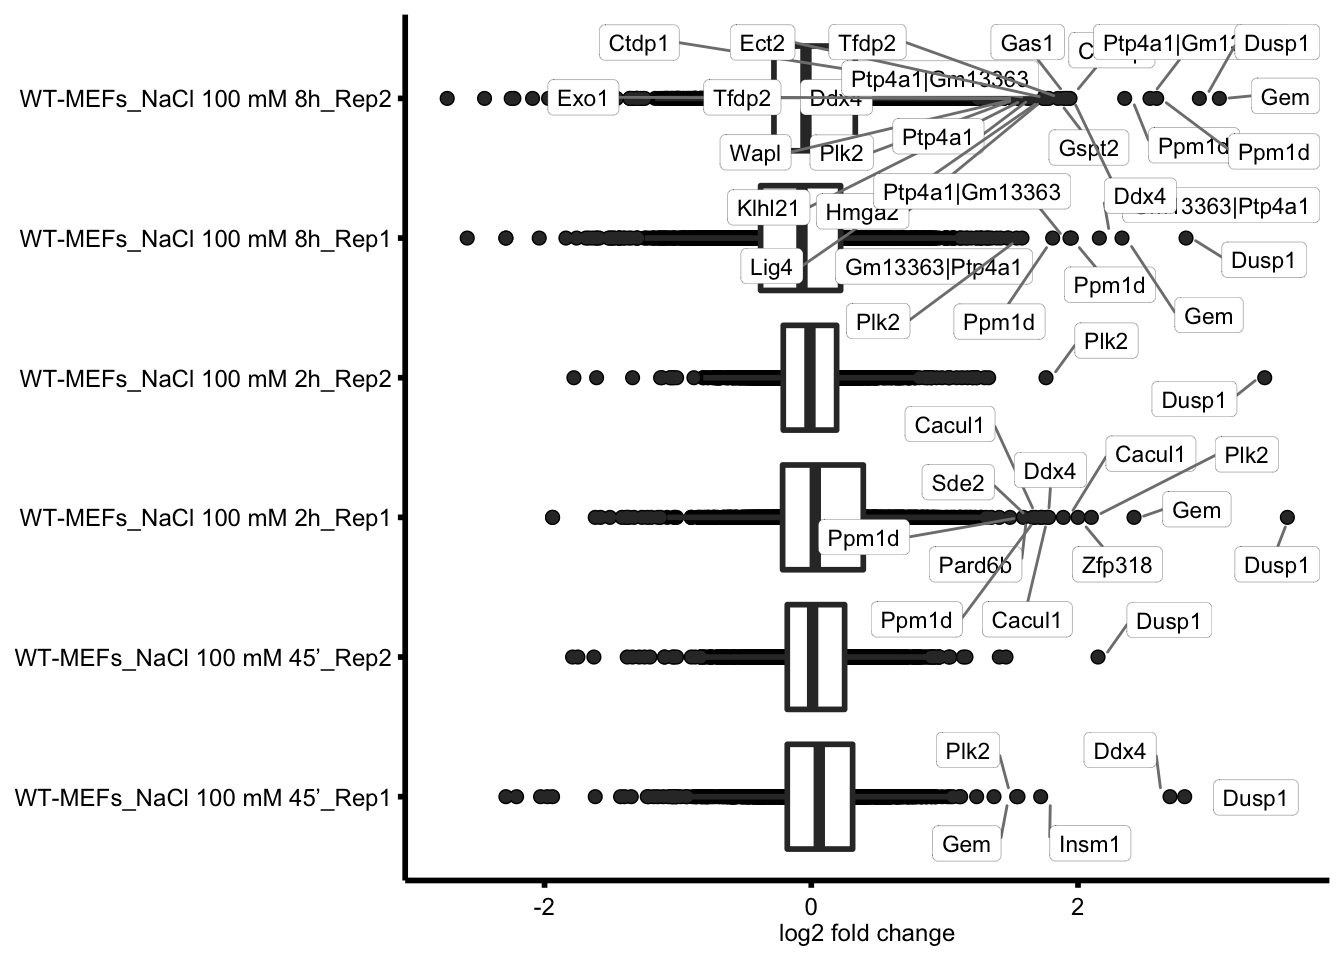 Ctdp1
Ect2
Tfdp2
Gas1
Ptp4a1|Gm1
Dusp1
Ptp4a1|Gm13363
WT-MEFs_NaCl 100 mM 8h_Rep2
Exo1
Tfdp2
Ddx4
Gem
Wapl
Plk2
Ptp4a1
Gspt2
Ppm1d
Ppm1d
Klhl21
Hmga2
Ptp4a1|Gm13363
Ddx4
13363|Ptp4a1
WT-MEFs_NaCl 100 mM 8h_Rep1
Lig4
Gm13363|Ptp4a1
Dusp1
Ppm1d
Plk2
Ppm1d
Gem
Plk2
WT-MEFs_NaCl 100 mM 2h_Rep2
Dusp1
Cacul1
Sde2
Ddx4
Cacul1
Plk2
WT-MEFs_NaCl 100 mM 2h_Rep1
Gem
Ppm1d
Pard6b
Zfp318
Dusp1
Ppm1d
Cacul1
Dusp1
WT-MEFs_NaCl 100 mM 45’_Rep2
Plk2
Ddx4
WT-MEFs_NaCl 100 mM 45’_Rep1
Dusp1
Gem
Insm1
-2
0
2
log2 fold change